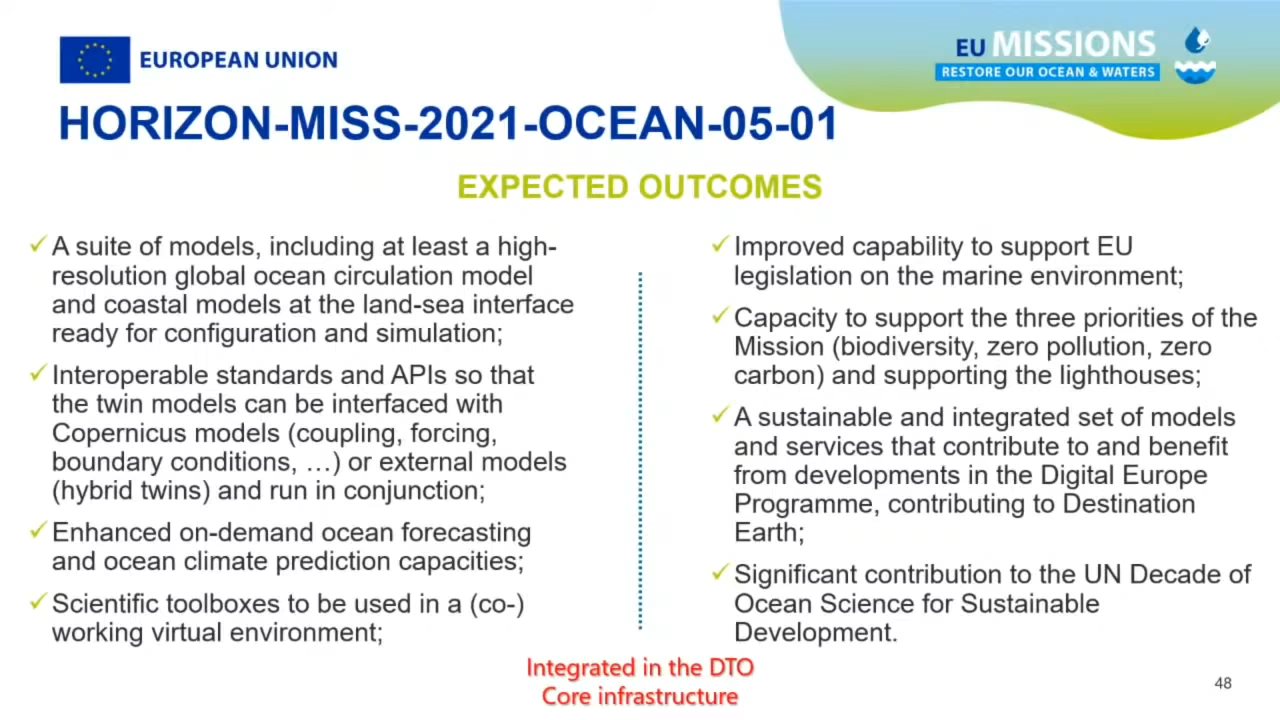 EUROPEAN UNION
EU MISSIONS
RESTORE OUR OCEAN & WATERS
HORIZON-MISS-2021-OCEAN-05-01
EXPECTED OUTCOMES
✓A suite of models, including at least a high-
resolution global ocean circulation model
and coastal models at the land-sea interface
ready for configuration and simulation;
✓Interoperable standards and APIs so that
the twin models can be interfaced with
Copernicus models (coupling, forcing,
boundary conditions, …) or external models
(hybrid twins) and run in conjunction;
✓Enhanced on-demand ocean forecasting
and ocean climate prediction capacities;
✓Scientific toolboxes to be used in a (co-)
working virtual environment;
✓Improved capability to support EU
legislation on the marine environment;
✓Capacity to support the three priorities of the
Mission (biodiversity, zero pollution, zero
carbon) and supporting the lighthouses;
✓A sustainable and integrated set of models
and services that contribute to and benefit
from developments in the Digital Europe
Programme, contributing to Destination
Earth;
✓Significant contribution to the UN Decade of
Ocean Science for Sustainable
Development.
Integrated in the DTO
Core infrastructure
48